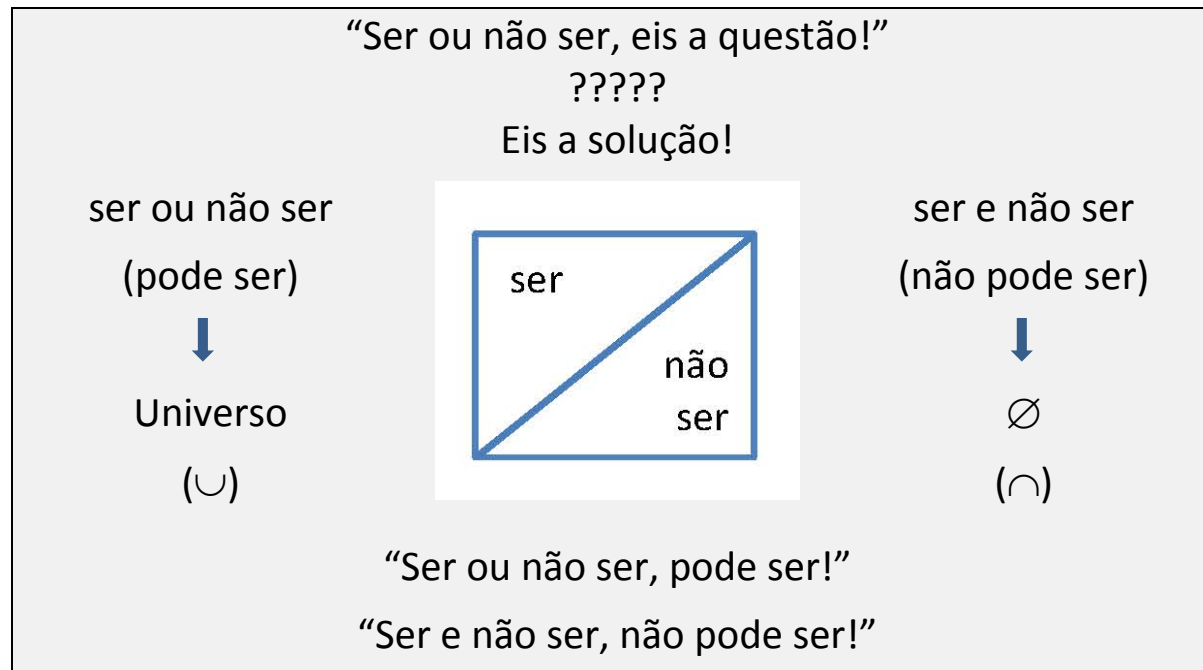 “Ser ou não ser, eis a questão!”
?????
Eis a solução!
ser ou não ser
(pode ser)
Universo
(∪)
ser
não
ser
ser e não ser
(não pode ser)
∅
(∩)
“Ser ou não ser, pode ser!”
“Ser e não ser, não pode ser!”